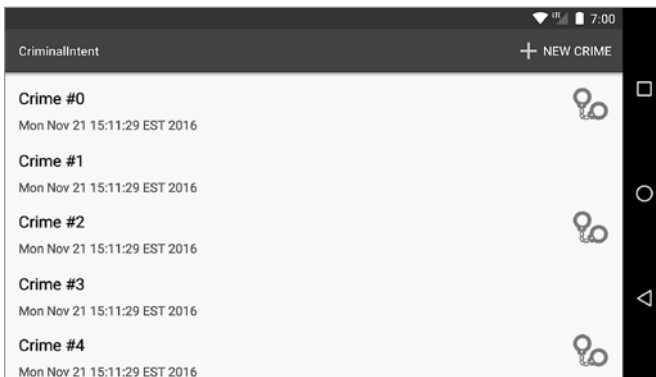 LTE 7:00
CriminalIntent NEW CRIME
Crime #0
Mon Nov 21 15:11:29 EST 2016
Crime #1
Mon Nov 21 15:11:29 EST 2016
Crime #2
Mon Nov 21 15:11:29 EST 2016
Crime #3
Mon Nov 21 15:11:29 EST 2016
Crime #4
Mon Nov 21 15:11:29 EST 2016